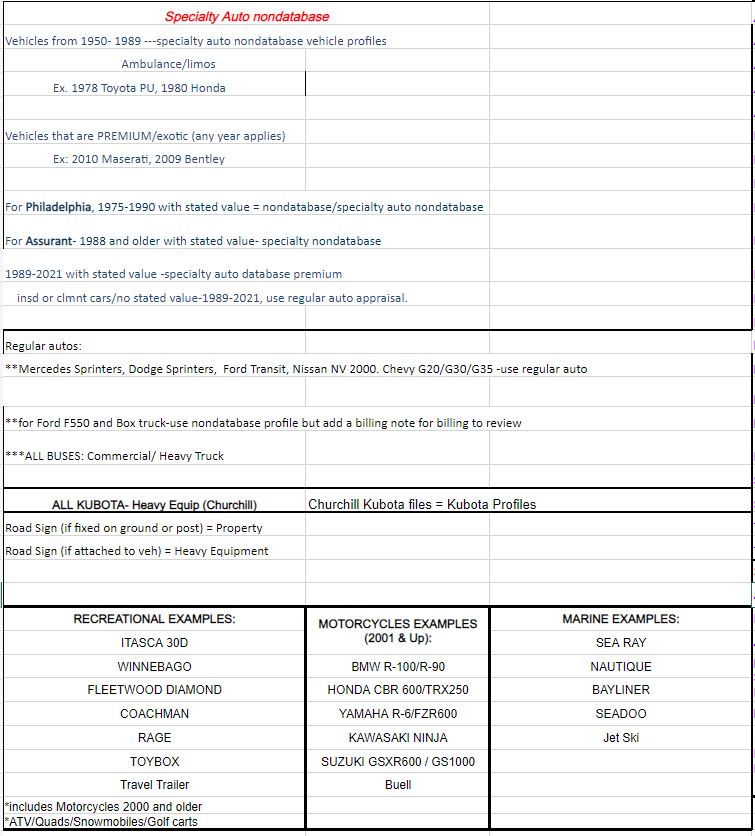 Specialty Auto nondatabase
Vehicles from 1950- 1989 ---specialty auto nondatabase vehicle profiles
Ambulance/limos
Ex. 1978 Toyota PU, 1980 Honda
Vehicles that are PREMIUM/exotic (any year applies)
Ex: 2010 Maserati, 2009 Bentley
For Philadelphia, 1975-1990 with stated value = nondatabase/specialty auto nondatabase
For Assurant- 1988 and older with stated value- specialty nondatabase
1989-2021 with stated value -specialty auto database premium
insd or clmnt cars/no stated value-1989-2021, use regular auto appraisal.
Regular autos:
**Mercedes Sprinters, Dodge Sprinters, Ford Transit, Nissan NV 2000. Chevy G20/G30/G35 -use regular auto
**for Ford F550 and Box truck-use nondatabase profile but add a billing note for billing to review
***ALL BUSES: Commercial/ Heavy Truck
ALL KUBOTA- Heavy Equip (Churchill) Churchill Kubota files = Kubota Profiles
Road Sign (if fixed on ground or post) = Property
Road Sign (if attached to veh) = Heavy Equipment
RECREATIONAL EXAMPLES:
ITASCA 30D
WINNEBAGO
FLEETWOOD DIAMOND
COACHMAN
RAGE
TOYBOX
Travel Trailer
*includes Motorcycles 2000 and older
*ATV/Quads/Snowmobiles/Golf carts
MOTORCYCLES EXAMPLES
(2001 & Up):
BMW R-100/R-90
HONDA CBR 600/TRX250
YAMAHA R-6/FZR600
KAWASAKI NINJA
SUZUKI GSXR600 / GS1000
Buell
MARINE EXAMPLES:
SEA RAY
NAUTIQUE
BAYLINER
SEADOO
Jet Ski